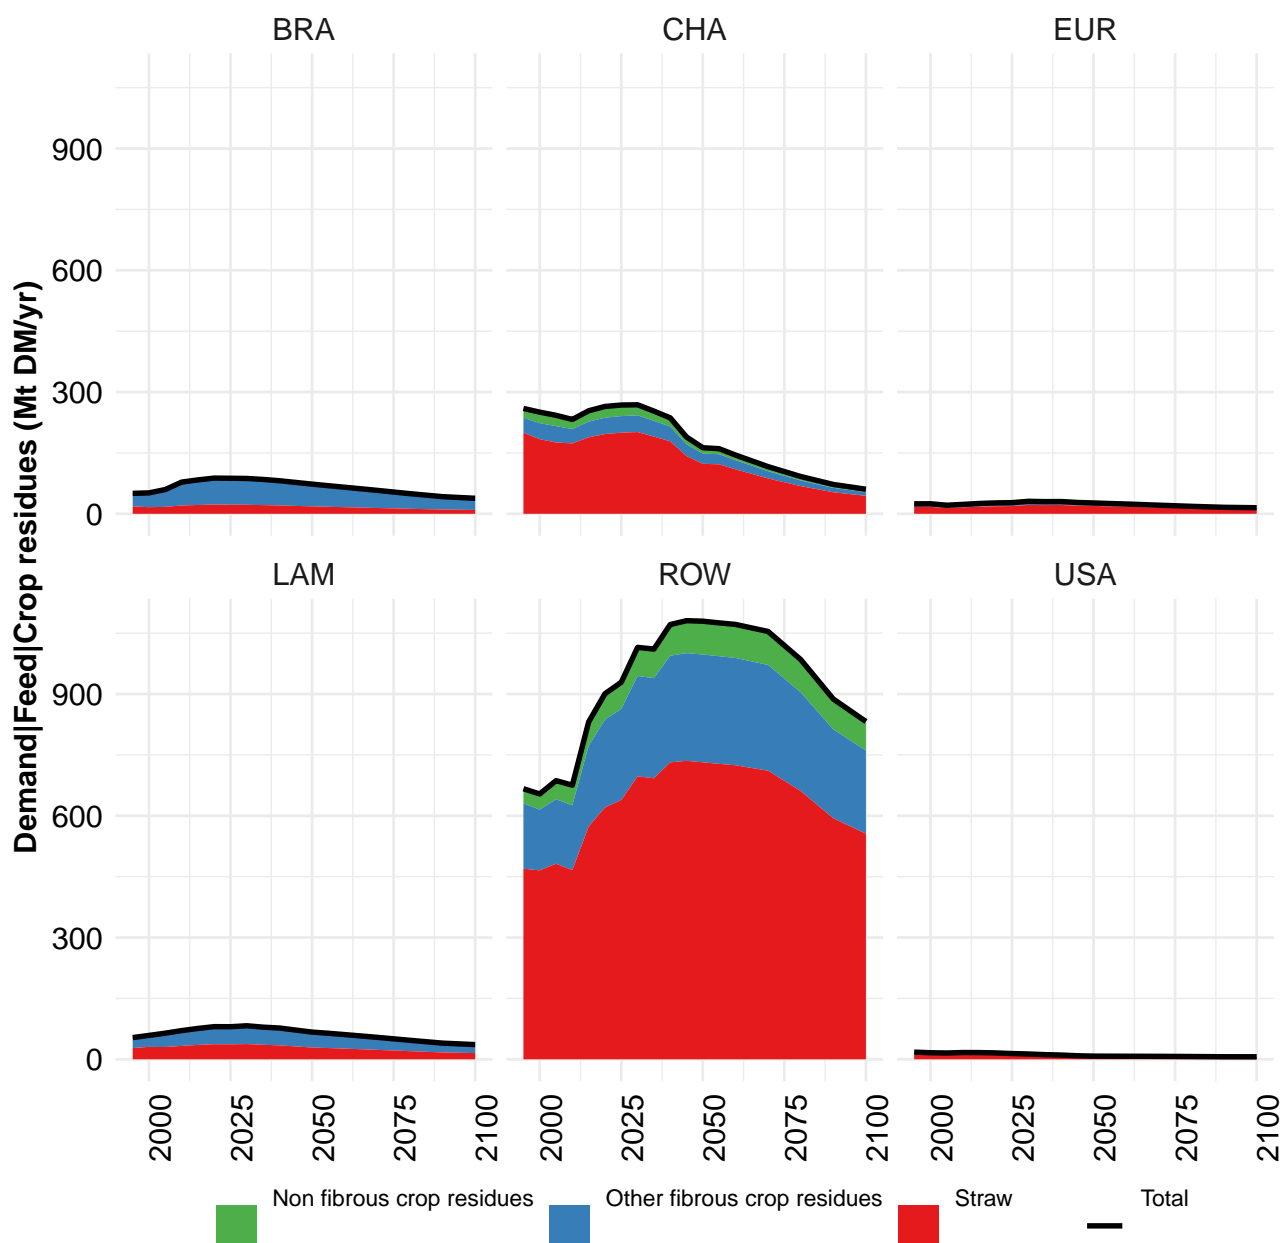 BRA CHA EUR
900
600
300
0
Demand|Feed|Crop residues (Mt DM/yr)
LAM ROW USA
900
600
300
0
2000 2025 2050 2075 2100 2000 2025 2050 2075 2100 2000 2025 2050 2075 2100
Non fibrous crop residues Other fibrous crop residues Straw Total